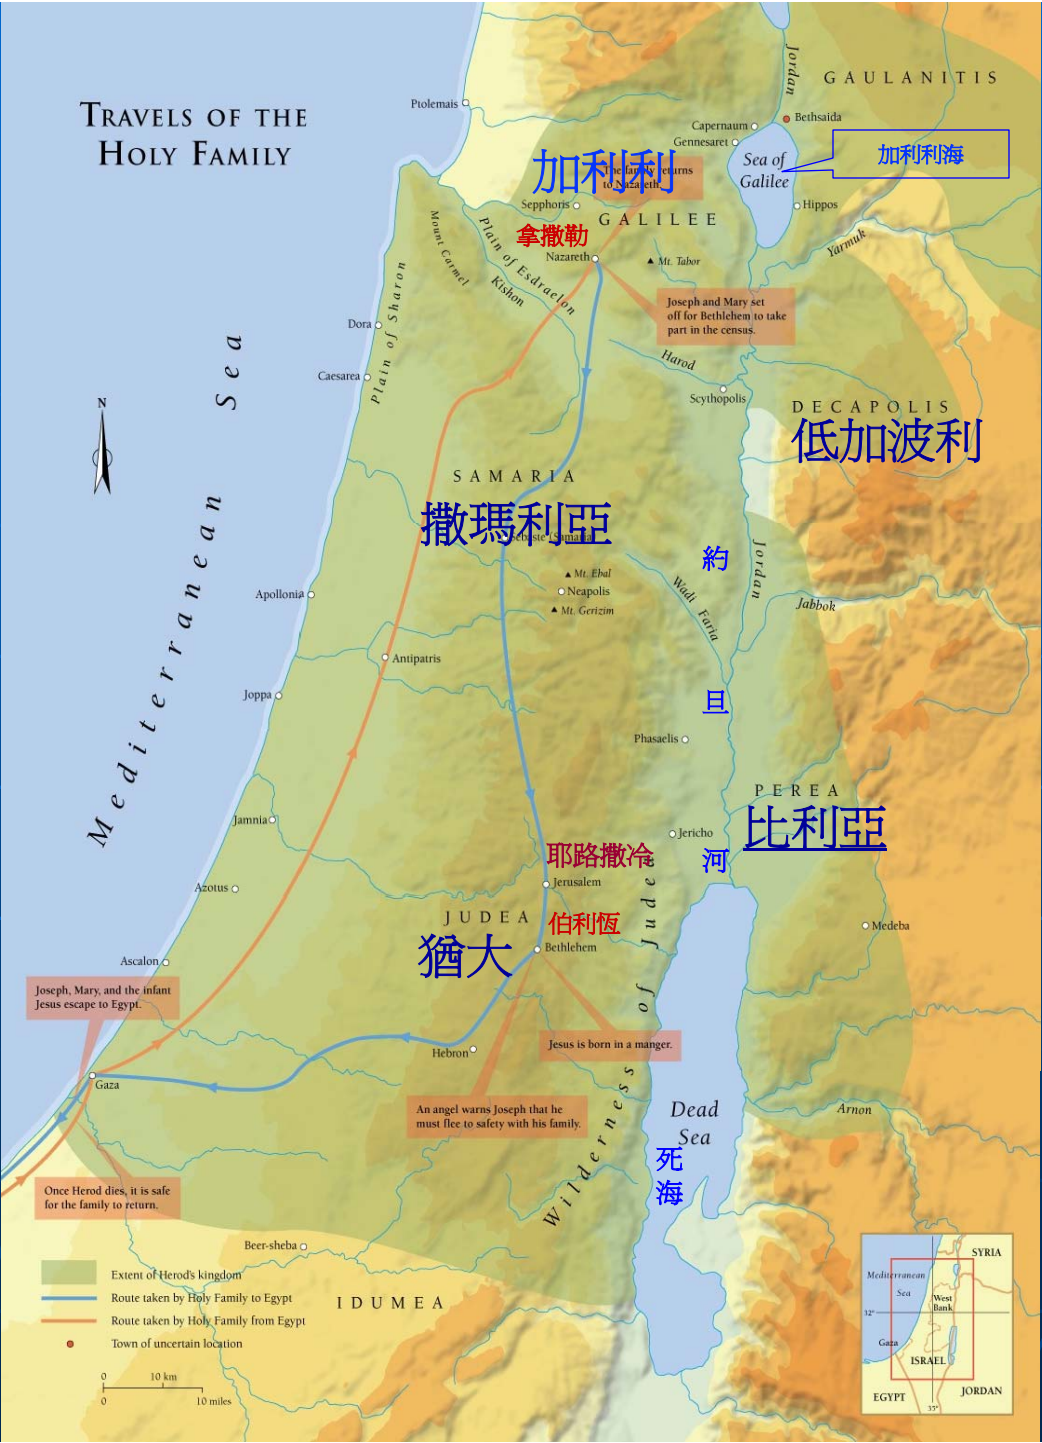 TRAVELS OF THE
HOLY FAMILY
Jordan
GAULANITIS
Ptolemais
Bethsaida
Capernaum
Gennesaret
Sea of
Galilee
加利利海
加利利
The family returns
to Nazareth.
Sepphoris
Hippos
GALILEE
Yarmuk
拿撒勒
Nazareth
Mt. Tabor
Mount Carmel
Plain of Esdraelon
Kishon
Joseph and Mary set
off for Bethlehem to take
part in the census.
Plain of Sharon
Dora
Harod
Caesarea
Scythopolis
DECAPOLIS
低加波利
Mediterranean Sea
N
SAMARIA
撒瑪利亞
Sebaste (Samaria)
約旦河
Jordan
Mt. Ebal
Neapolis
Mt. Gerizim
Wadi Faria
Jabbok
Apollonia
Antipatris
Joppa
Phasaelis
PEREA
比利亞
Jamnia
Jericho
耶路撒冷
Jerusalem
Azotus
JUDEA
猶大
伯利恆
Bethlehem
Medeba
Ascalon
Wilderness of Judea
Joseph, Mary, and the infant
Jesus escape to Egypt.
Jesus is born in a manger.
Hebron
Gaza
An angel warns Joseph that he
must flee to safety with his family.
Dead
Sea
死
海
Arnon
Once Herod dies, it is safe
for the family to return.
Beer-sheba
IDUMEA
Extent of Herod's kingdom
Route taken by Holy Family to Egypt
Route taken by Holy Family from Egypt
Town of uncertain location
0 10 km
0 10 miles
SYRIA
Mediterranean
Sea
West
Bank
32°
Gaza
ISRAEL
EGYPT
JORDAN
35°